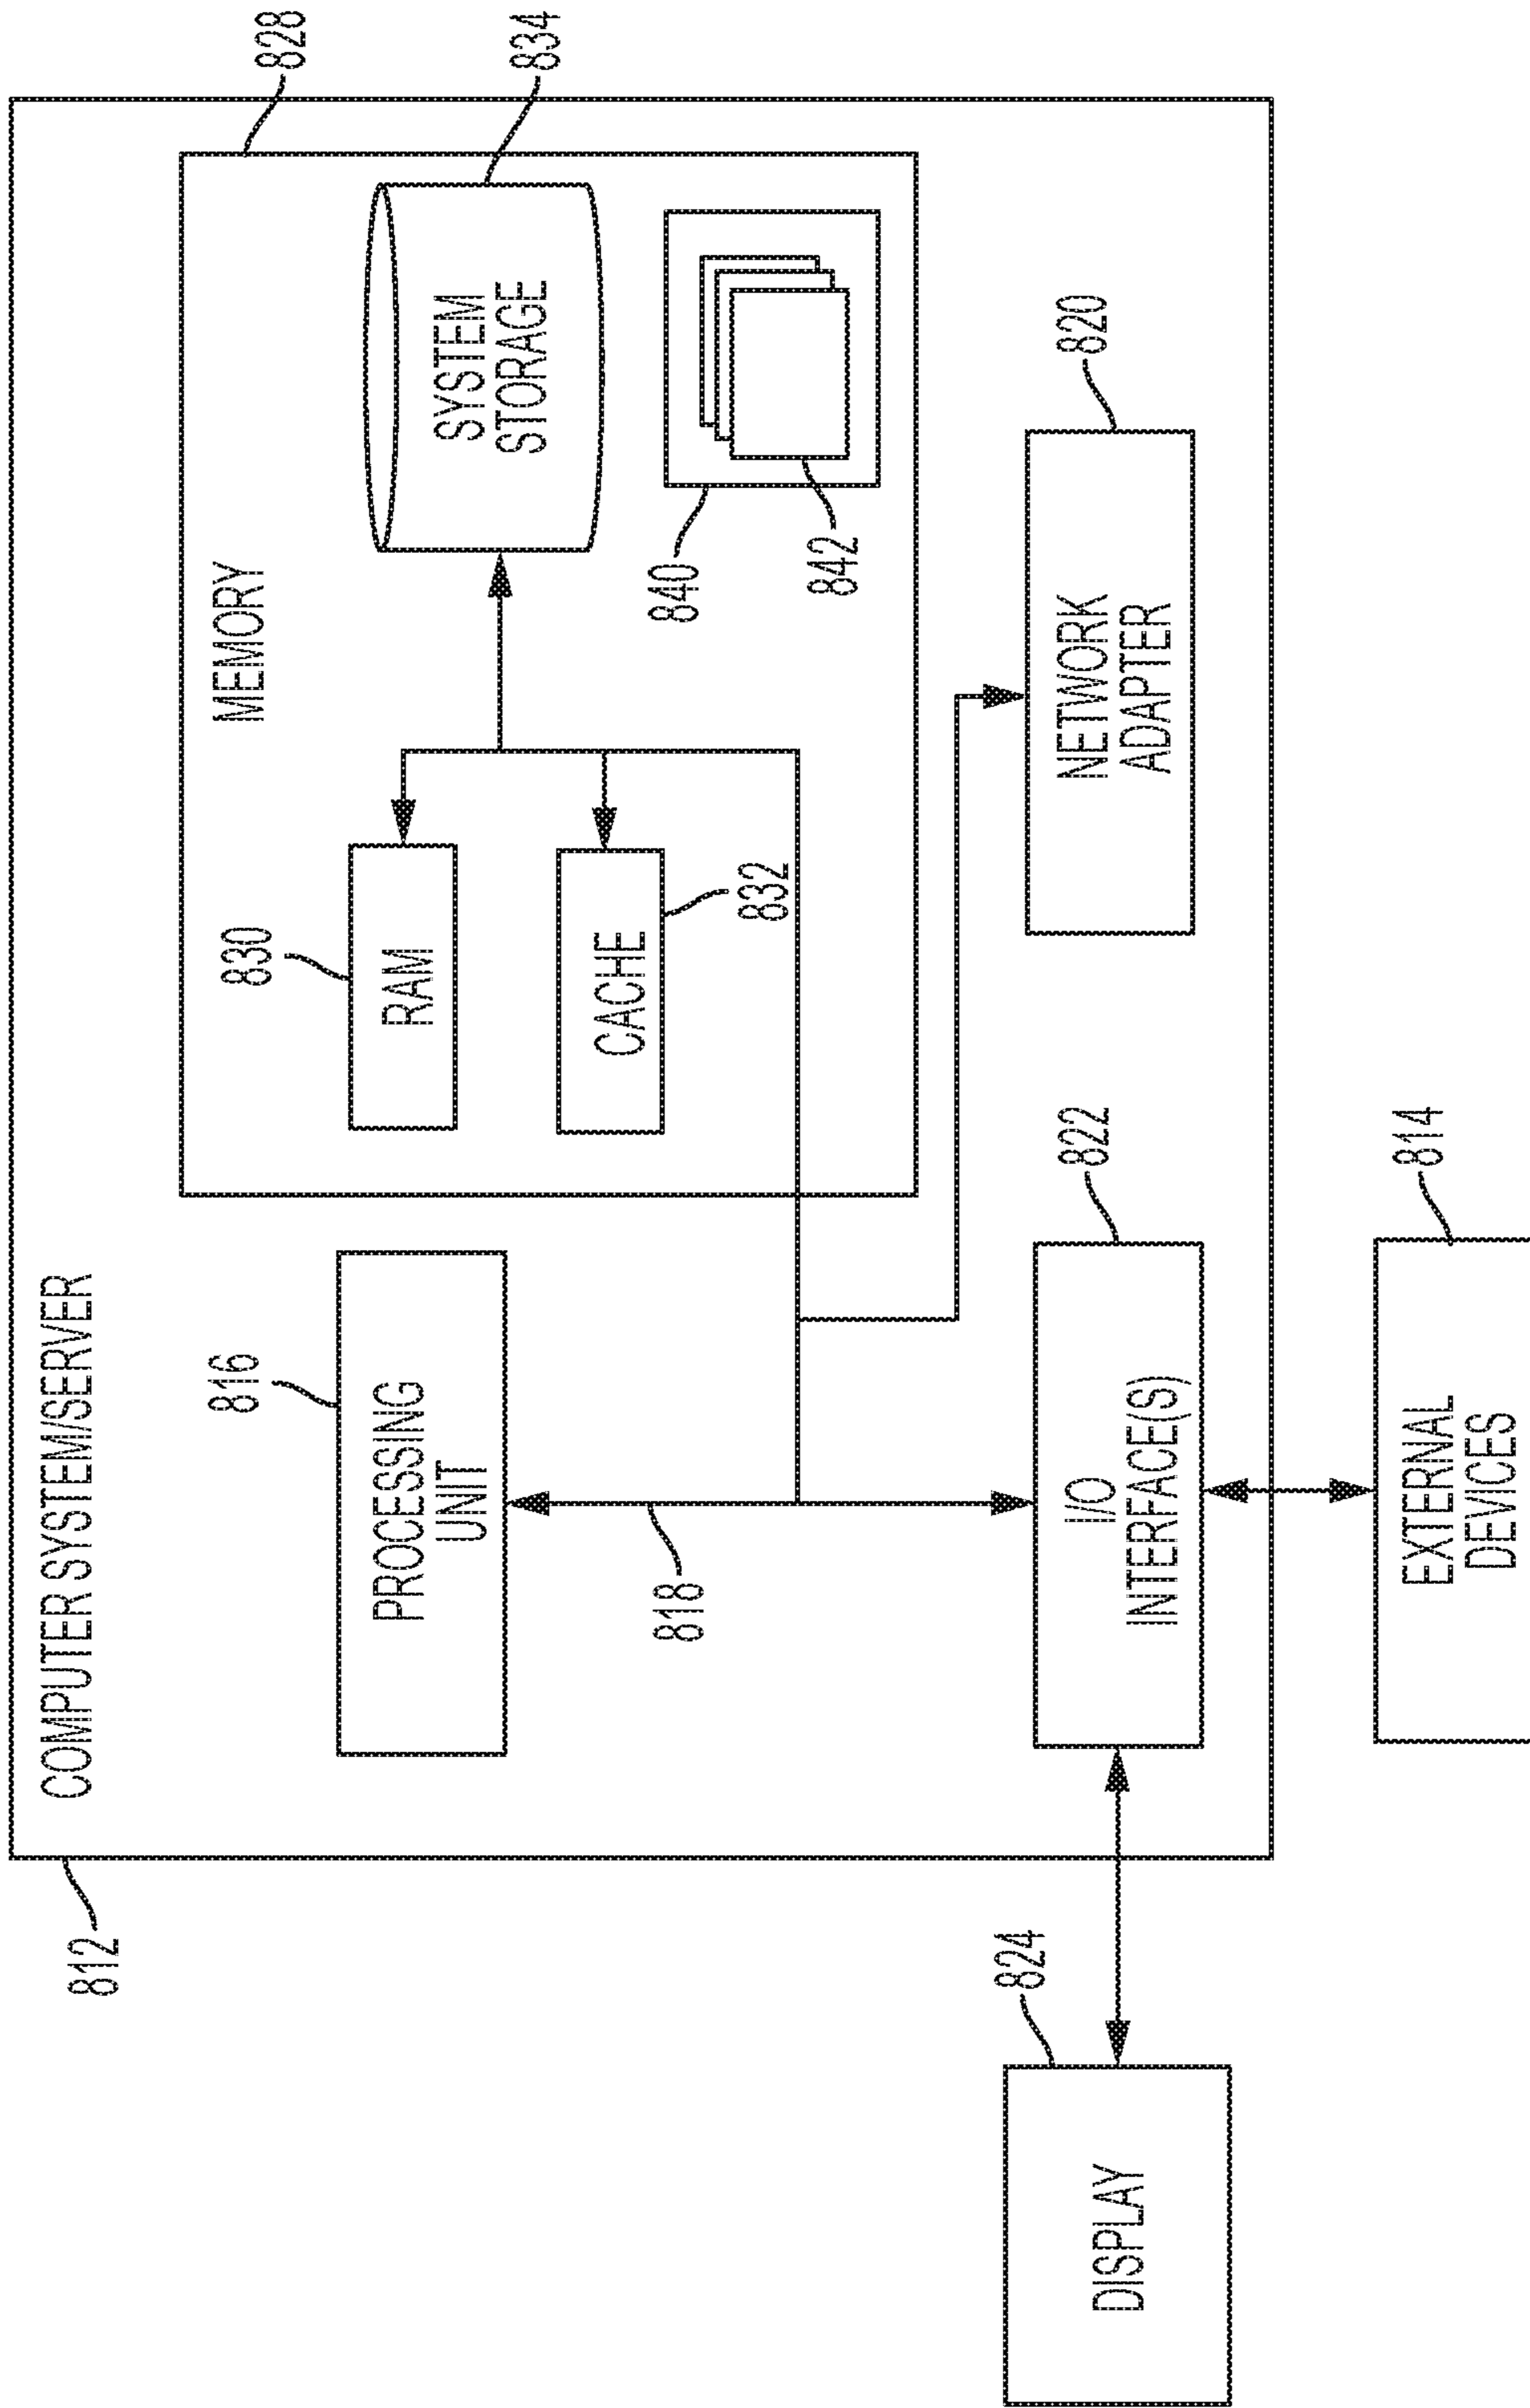 COMPUTER SYSTEM/SERVER
812
828
MEMORY
816
PROCESSING
UNIT
830
RAM
SYSTEM
STORAGE
834
CACHE
832
818
840
842
824
DISPLAY
822
I/O
INTERFACE(S)
820
NETWORK
ADAPTER
814
EXTERNAL
DEVICES